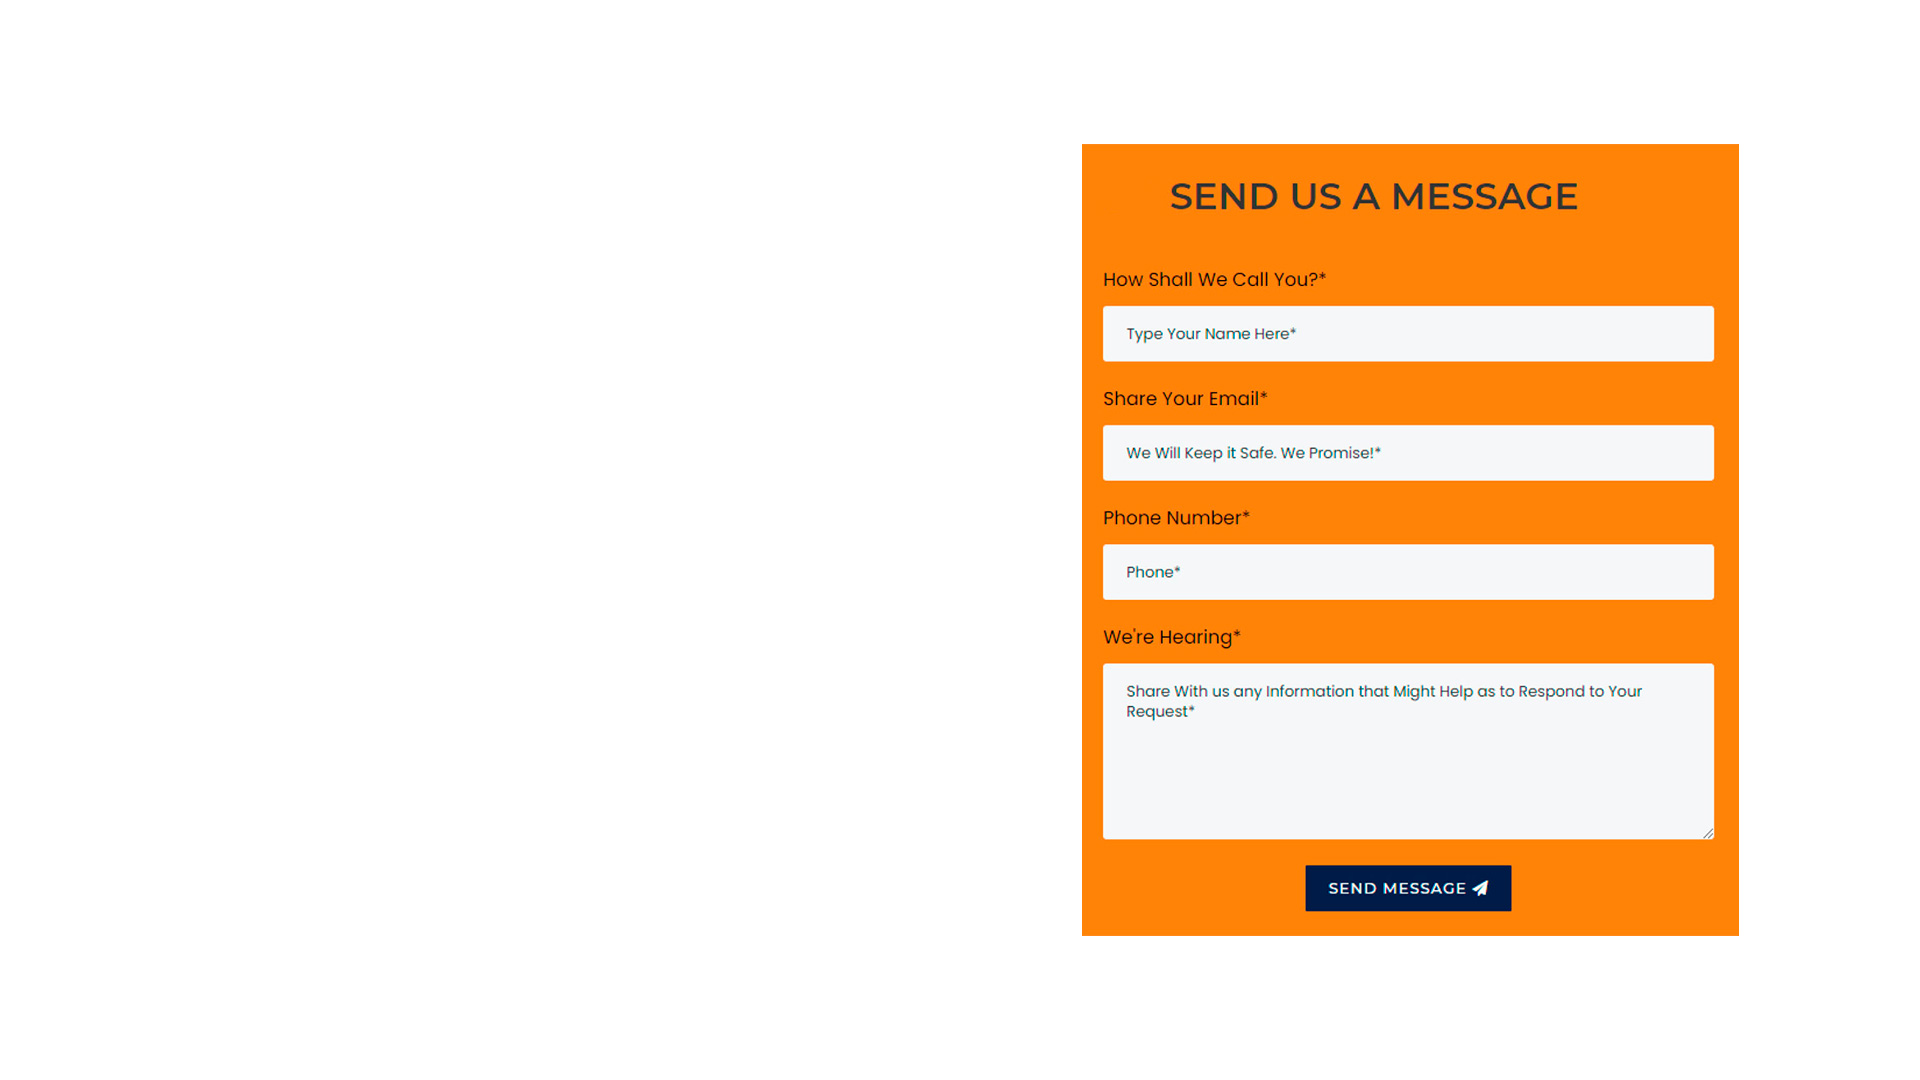 SEND US A MESSAGE
How Shall We Call You?*
Type Your Name Here*
Share Your Email*
We Will Keep it Safe. We Promise!*
Phone Number*
Phone*
We're Hearing*
Share With us any Information that Might Help as to Respond to Your
Request*
SEND MESSAGE